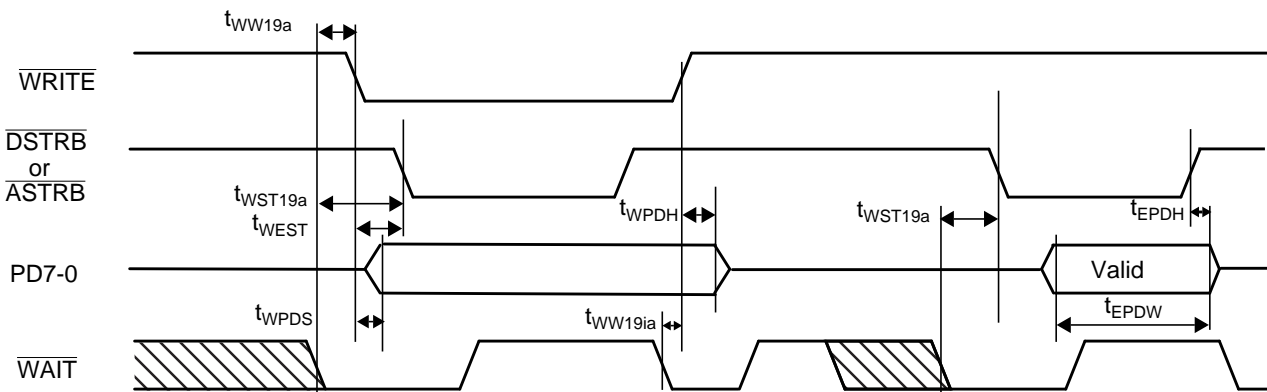 tWW19a
WRITE
DSTRB
or
ASTRB
tWST19a
tWEST
tWPDH
tWST19a
tEPDH
PD7-0
Valid
tWPDS
tWW19ia
tEPDW
WAIT